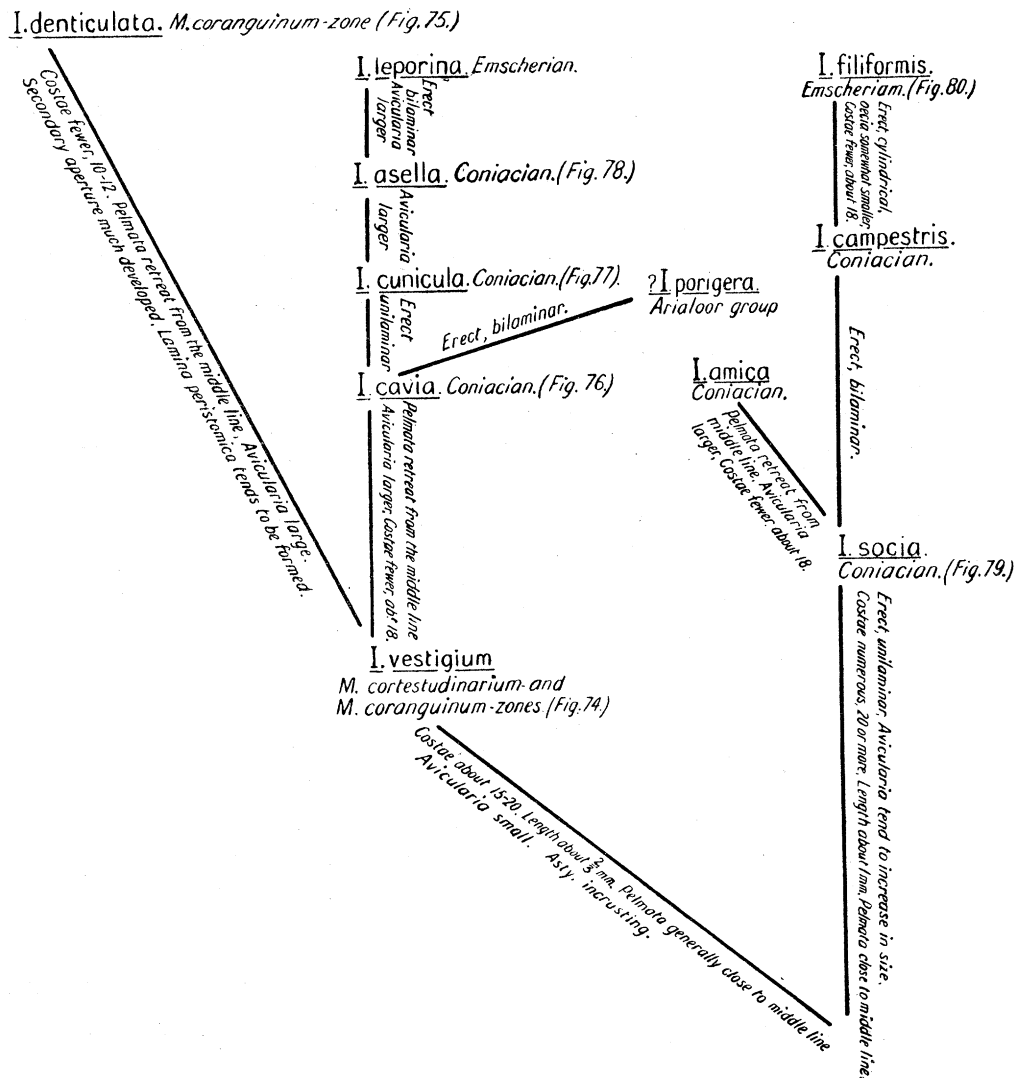 I. denticulata. M. coranguinum-zone (Fig. 75.)
Costae fewer, 10-12. Pelmata retreat from the middle line. Avicularia large.
Secondary aperture much developed. Lamina peristomica tends to be formed.
I. leporina. Emscherian.
Erect
bilaminar
Avicularia
larger
I. asella. Coniacian. (Fig. 78.)
Avicularia
larger
I. cunicula. Coniacian. (Fig. 77).
Erect
unilaminar
?I. porigera.
Arialoor group
Erect, bilaminar.
I. cavia. Coniacian. (Fig. 76)
Pelmata retreat from the middle line
Avicularia larger, Costae fewer, abt. 18.
I. vestigium
M. cortestudinarium- and
M. coranguinum-zones. (Fig. 74)
Costae about 15-20. Length about 2/3 mm. Pelmata generally close to middle line
Avicularia small. Asty. incrusting.
I. filiformis.
Emscheriam. (Fig. 80.)
Erect, cylindrical,
oecia somewhat smaller,
Costae fewer, about 18.
I. campestris.
Coniacian.
Erect, bilaminar.
I. amica
Coniacian.
Pelmata retreat from
middle line. Avicularia
larger, Costae fewer about 18.
I. socia.
Coniacian. (Fig. 79.)
Erect, unilaminar, Avicularia tend to increase in size.
Costae numerous, 20 or more, Length about 1mm, Pelmata close to middle line.